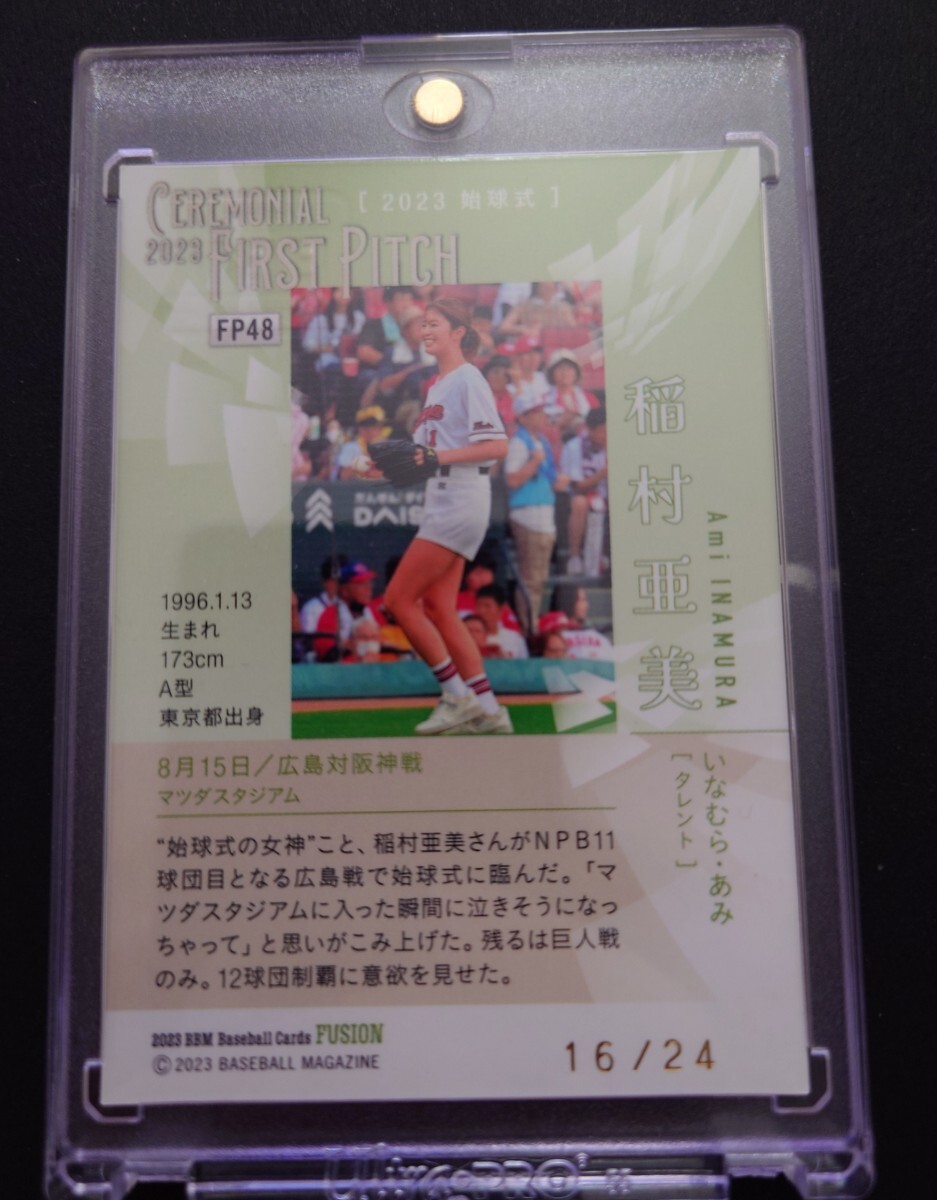 CEREMONIAL
2023 FIRST PITCH
[ 2023 始球式 ]
FP48
稲村亜美
Ami INAMURA
いなむら・あみ
[タレント]
1996.1.13
生まれ
173cm
A型
東京都出身
8月15日／広島対阪神戦
マツダスタジアム
“始球式の女神”こと、稲村亜美さんがNPB11
球団目となる広島戦で始球式に臨んだ。「マ
ツダスタジアムに入った瞬間に泣きそうになっ
ちゃって」と思いがこみ上げた。残るは巨人戦
のみ。12球団制覇に意欲を見せた。
2023 BBM Baseball Cards FUSION
© 2023 BASEBALL MAGAZINE
16/24
UltraPRO®